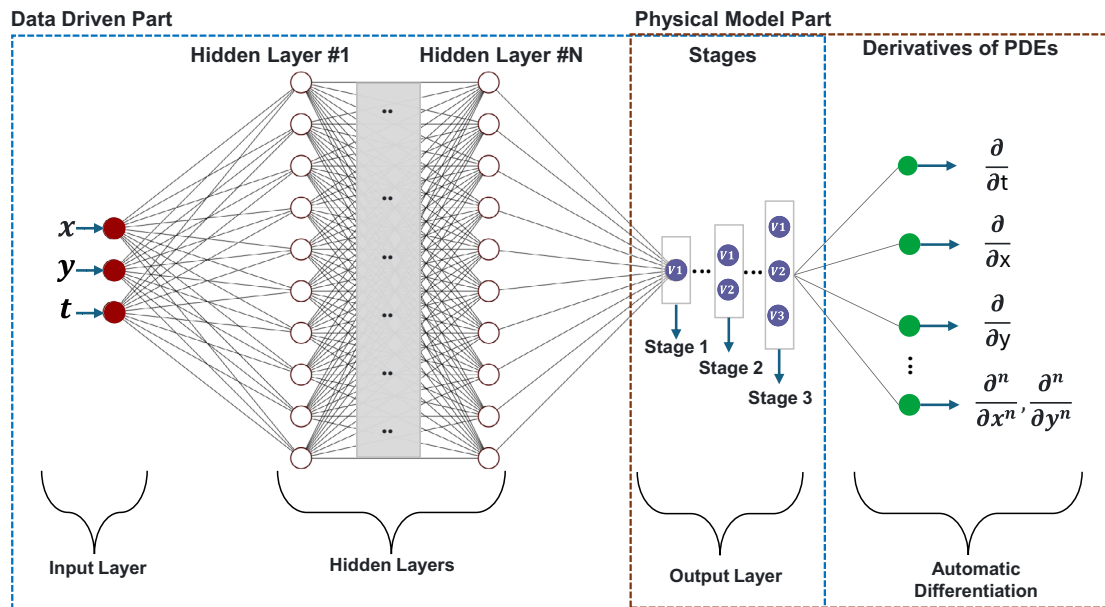 Data Driven Part
Physical Model Part
Hidden Layer #1
Hidden Layer #N
Stages
Derivatives of PDEs
x
y
t
..
..
..
..
..
V1
...
V1
V2
...
V1
V2
V3
Stage 1
Stage 2
Stage 3
∂/∂t
∂/∂x
∂/∂y
⋮
∂ⁿ/∂xⁿ, ∂ⁿ/∂yⁿ
Input Layer
Hidden Layers
Output Layer
Automatic
Differentiation